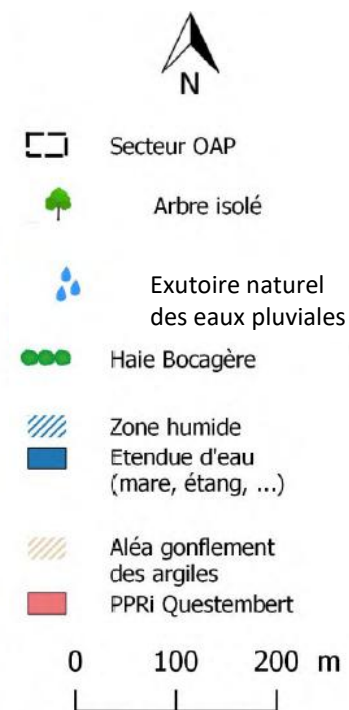 N
Secteur OAP
Arbre isolé
Exutoire naturel
des eaux pluviales
Haie Bocagère
Zone humide
Etendue d'eau
(mare, étang, ...)
Aléa gonflement
des argiles
PPRi Questembert
0 100 200 m